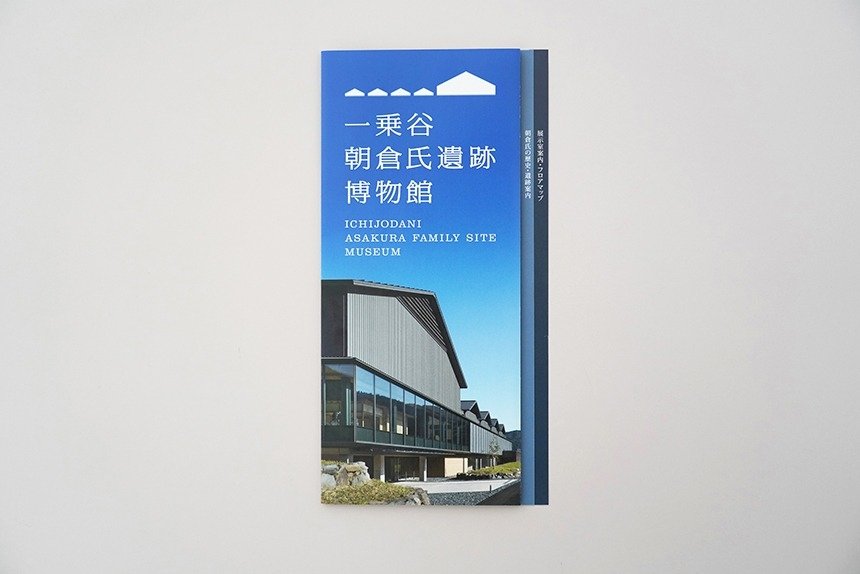 一乗谷
朝倉氏遺跡
博物館
ICHIJODANI
ASAKURA FAMILY SITE
MUSEUM
展示室案内・フロアマップ
朝倉氏の歴史・遺跡案内